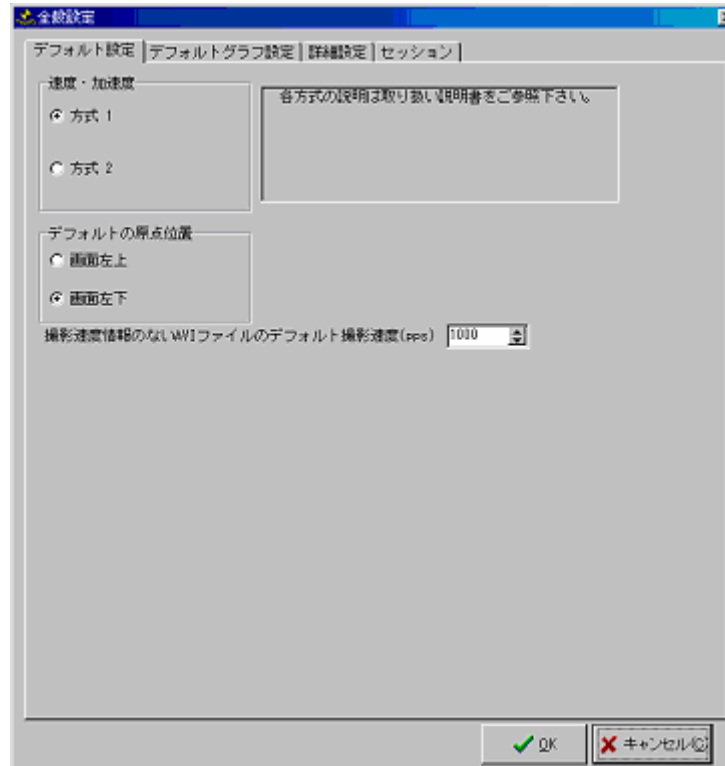 全般設定
デフォルト設定 デフォルトグラフ設定 詳細設定 セッション
速度・加速度
方式 1
各方式の説明は取り扱い説明書をご参照下さい。
方式 2
デフォルトの原点位置
画面左上
画面左下
撮影速度情報のないAVIファイルのデフォルト撮影速度(pps) 1000
OK キャンセル(C)